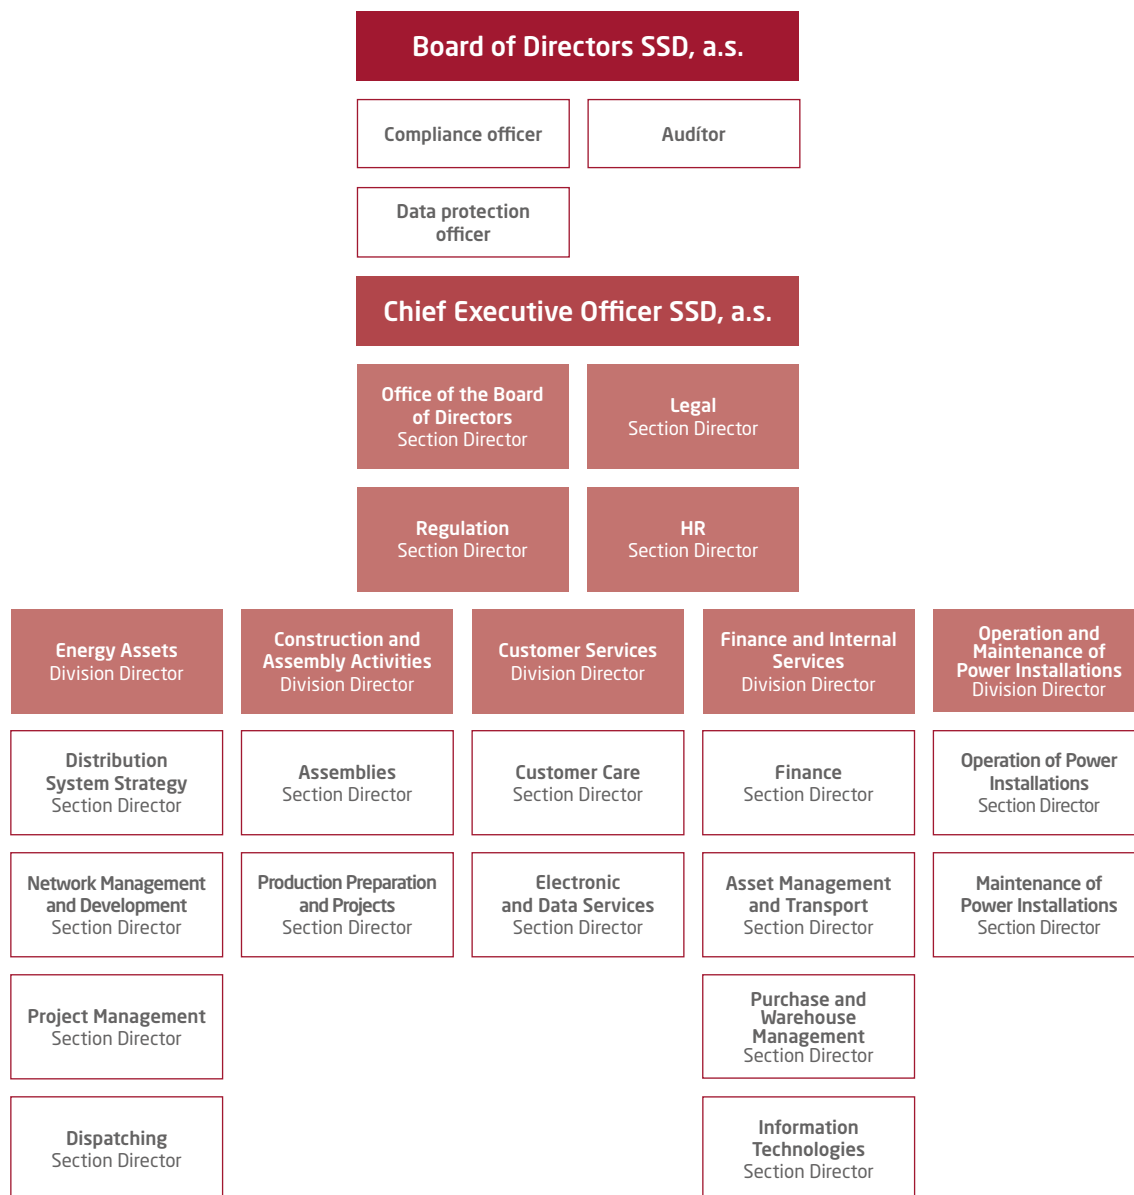 Board of Directors SSD, a.s.
Compliance officer
Audítor
Data protection
officer
Chief Executive Officer SSD, a.s.
Office of the Board
of Directors
Section Director
Legal
Section Director
Regulation
Section Director
HR
Section Director
Energy Assets
Division Director
Construction and
Assembly Activities
Division Director
Customer Services
Division Director
Finance and Internal
Services
Division Director
Operation and
Maintenance of
Power Installations
Division Director
Distribution
System Strategy
Section Director
Assemblies
Section Director
Customer Care
Section Director
Finance
Section Director
Operation of Power
Installations
Section Director
Network Management
and Development
Section Director
Production Preparation
and Projects
Section Director
Electronic
and Data Services
Section Director
Asset Management
and Transport
Section Director
Maintenance of
Power Installations
Section Director
Project Management
Section Director
Purchase and
Warehouse
Management
Section Director
Dispatching
Section Director
Information
Technologies
Section Director